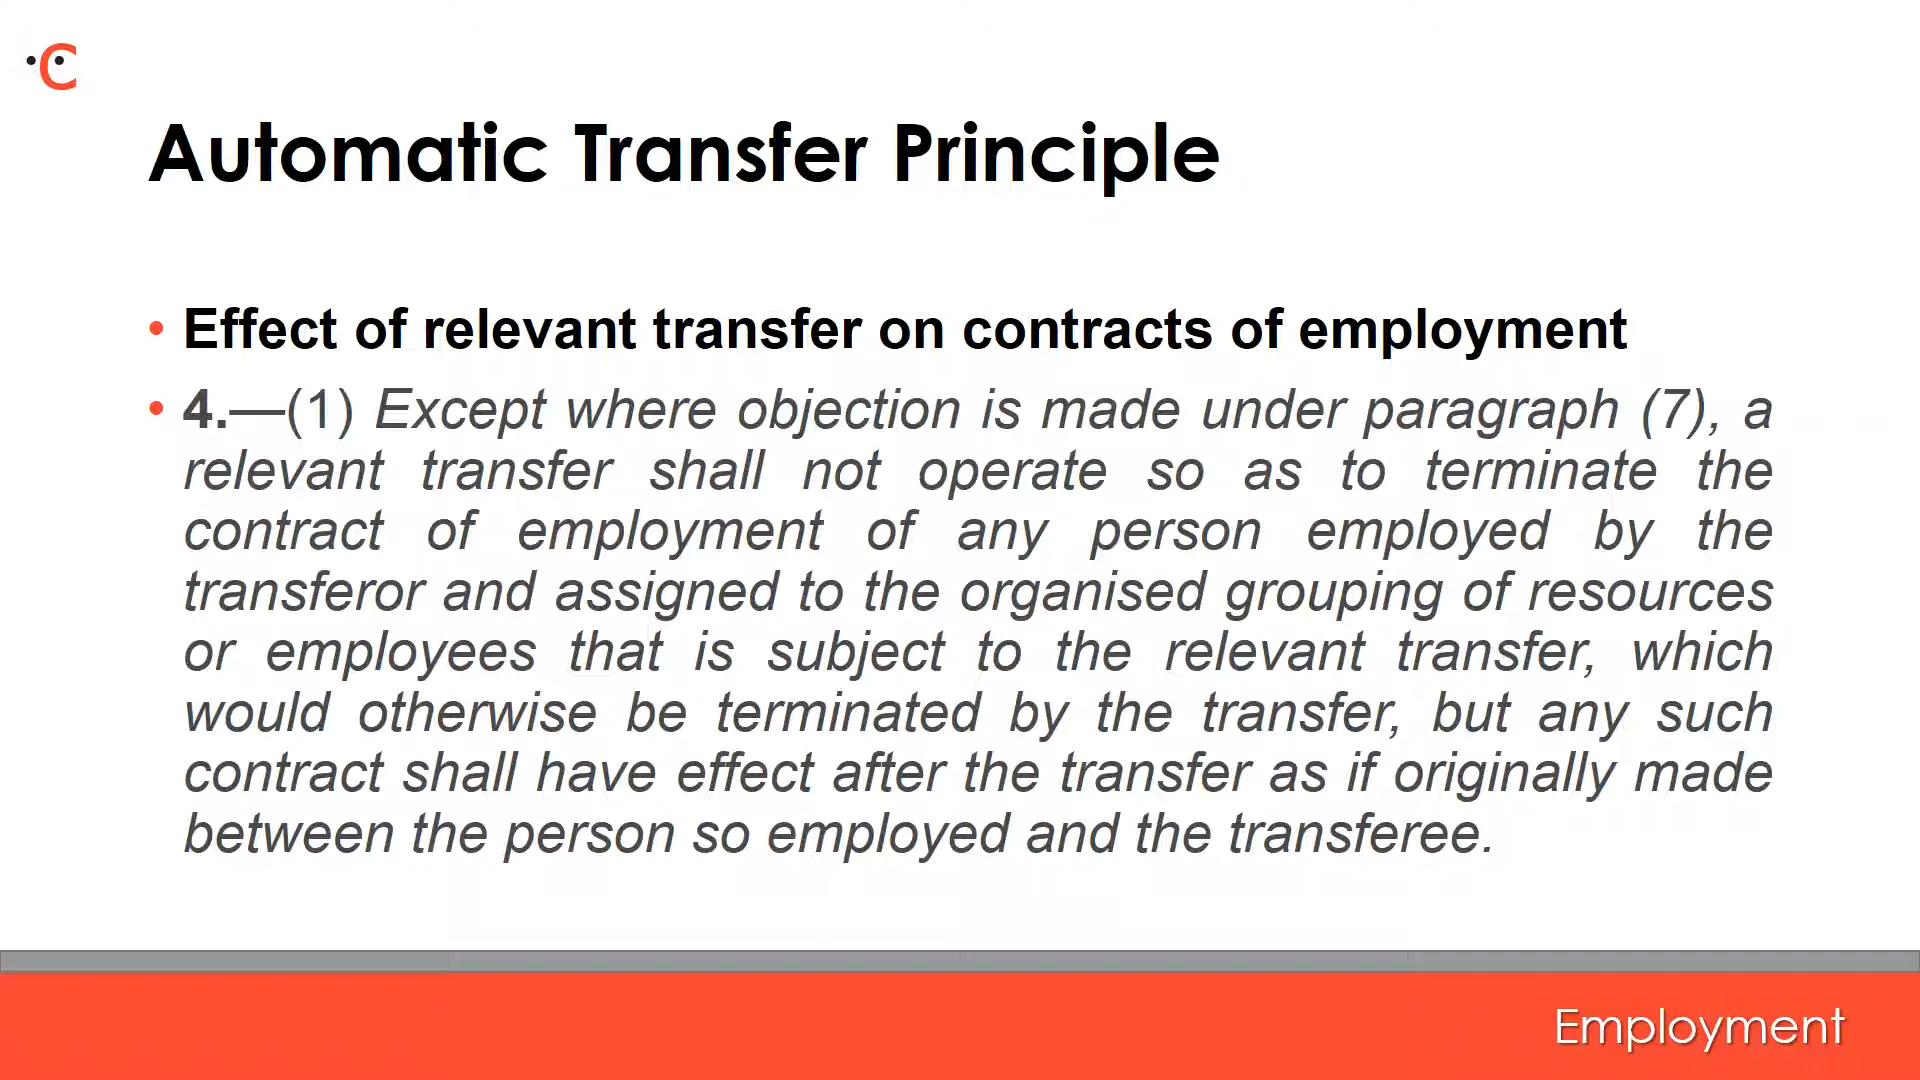 C
Automatic Transfer Principle
• Effect of relevant transfer on contracts of employment
• 4.—(1) Except where objection is made under paragraph (7), a
relevant transfer shall not operate so as to terminate the
contract of employment of any person employed by the
transferor and assigned to the organised grouping of resources
or employees that is subject to the relevant transfer, which
would otherwise be terminated by the transfer, but any such
contract shall have effect after the transfer as if originally made
between the person so employed and the transferee.
Employment